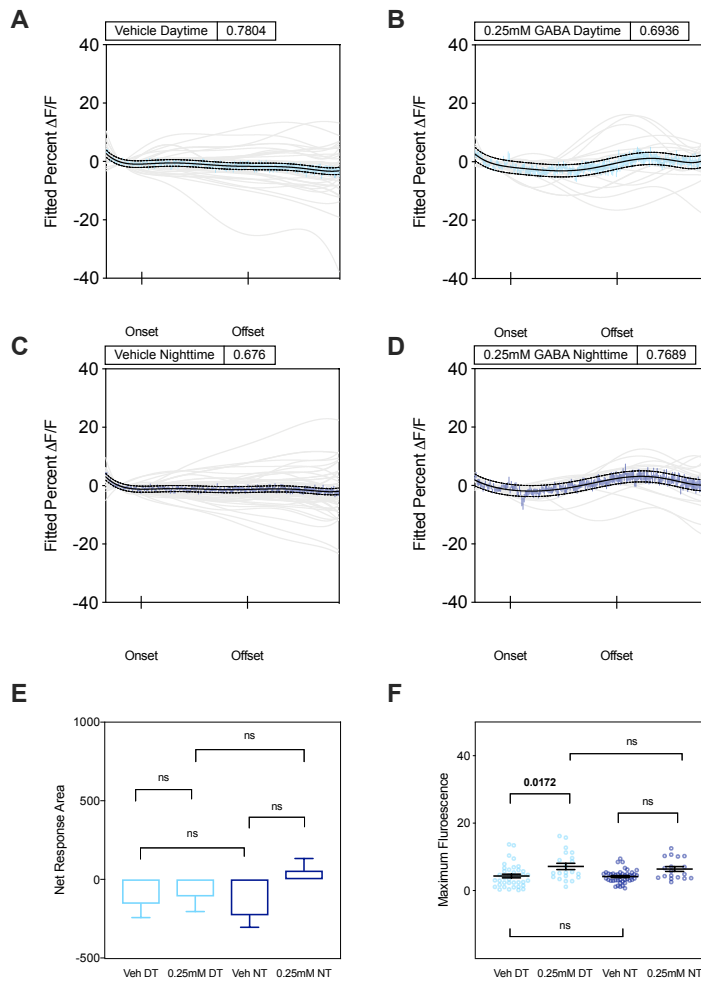 A
B
Vehicle Daytime 0.7804
0.25mM GABA Daytime 0.6936
40
20
0
-20
-40
Fitted Percent ΔF/F
Onset Offset
40
20
0
-20
-40
Fitted Percent ΔF/F
Onset Offset
C
D
Vehicle Nighttime 0.676
0.25mM GABA Nighttime 0.7689
40
20
0
-20
-40
Fitted Percent ΔF/F
Onset Offset
40
20
0
-20
-40
Fitted Percent ΔF/F
Onset Offset
E
1000
500
0
-500
Net Response Area
ns
ns
ns
ns
Veh DT 0.25mM DT Veh NT 0.25mM NT
F
40
20
0
Maximum Fluroescence
ns
0.0172
ns
ns
Veh DT 0.25mM DT Veh NT 0.25mM NT